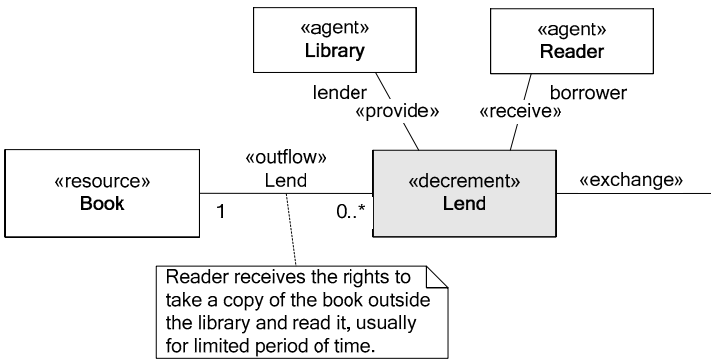 «agent»
Library
«agent»
Reader
lender
«provide»
borrower
«receive»
«resource»
Book
«outflow»
Lend
1
0..*
«decrement»
Lend
«exchange»
Reader receives the rights to
take a copy of the book outside
the library and read it, usually
for limited period of time.